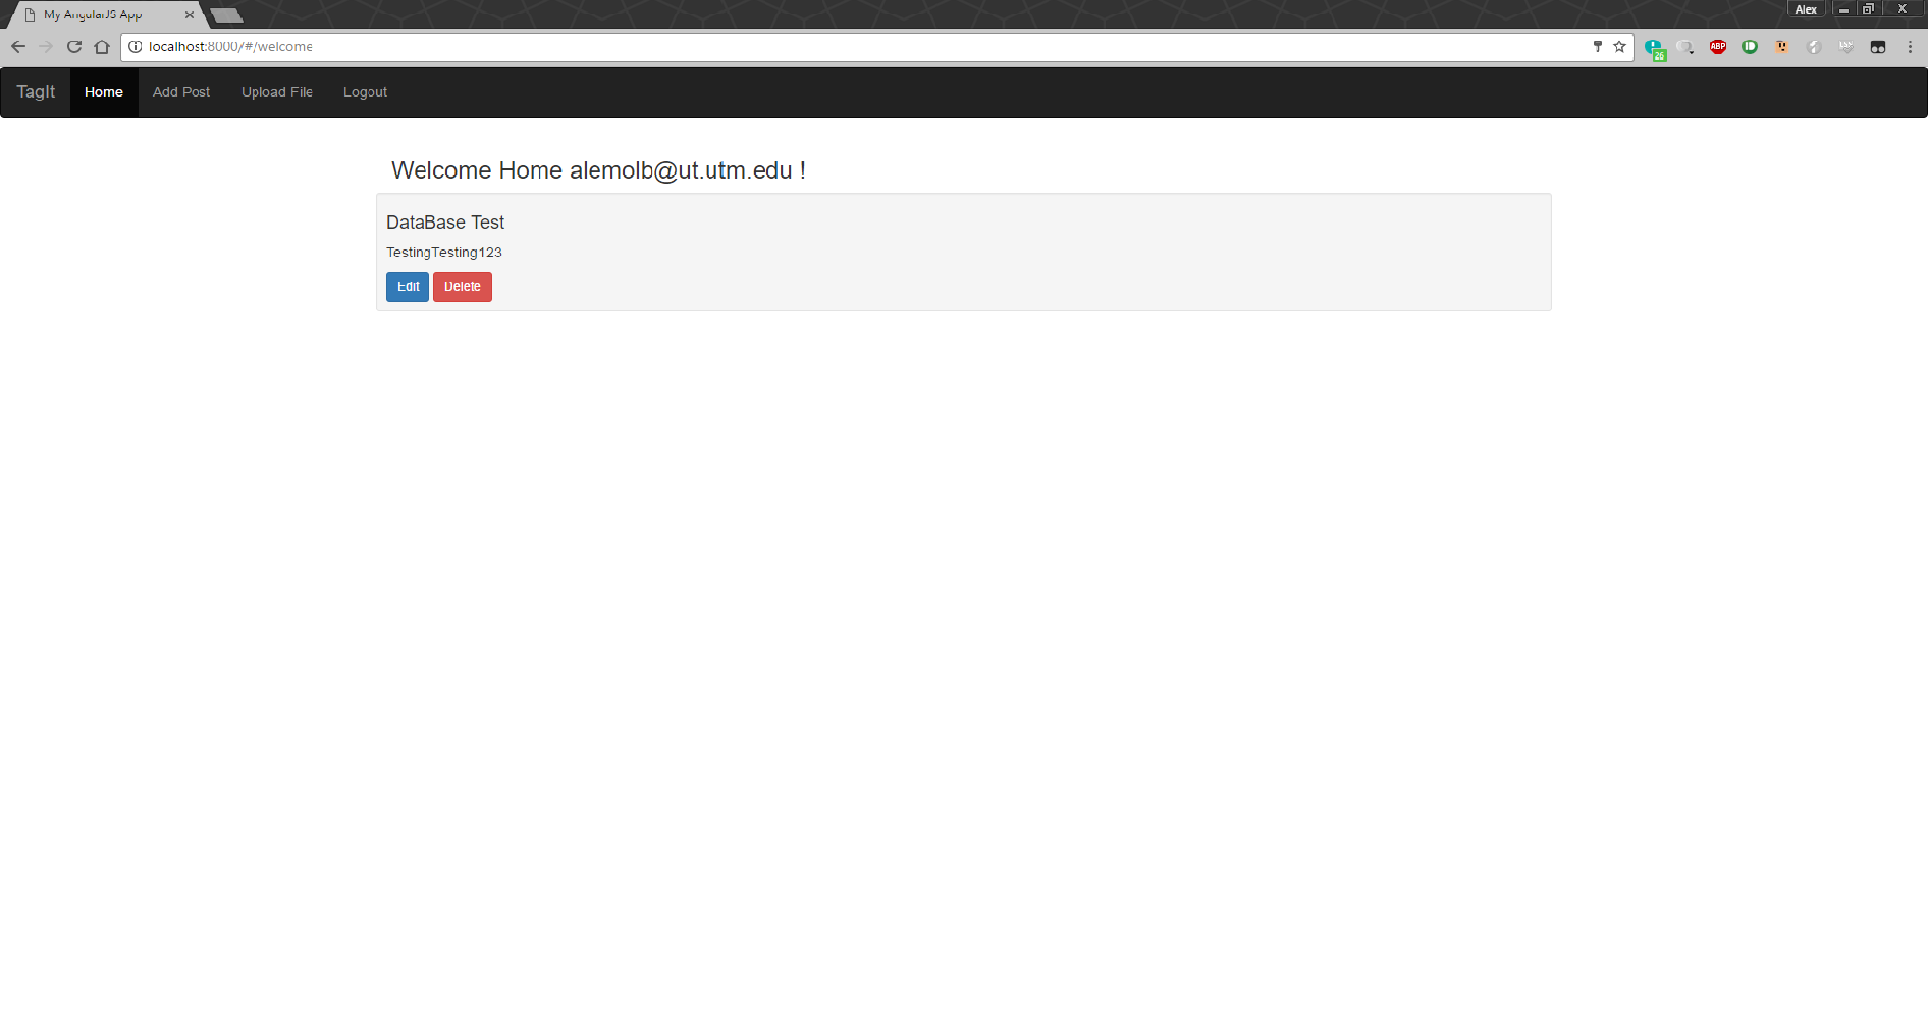 My AngularJS App
Alex
localhost:8000/#/welcome
26
ABP
TagIt Home Add Post Upload File Logout
Welcome Home alemolb@ut.utm.edu !
DataBase Test
TestingTesting123
Edit Delete